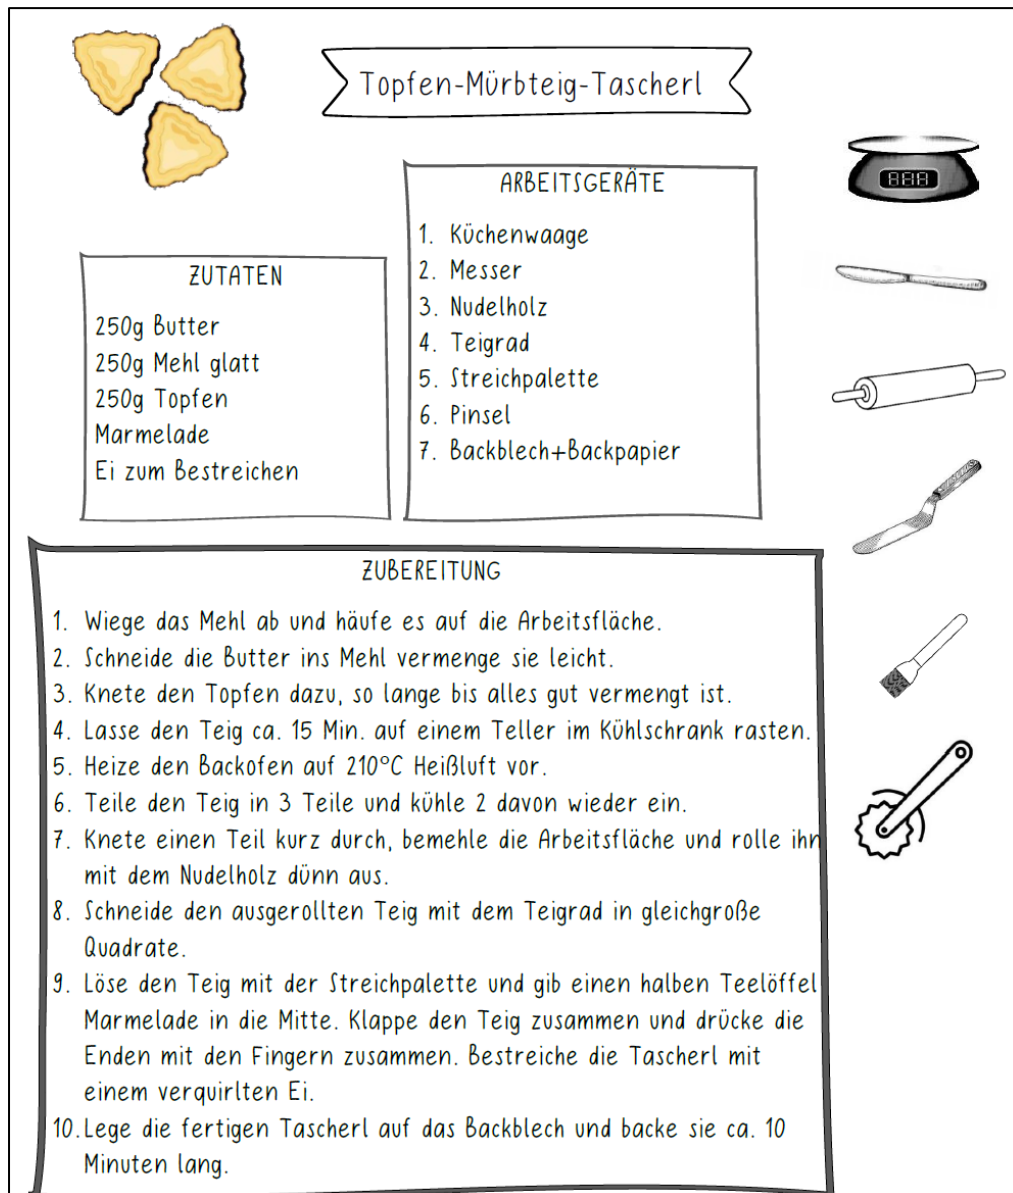 Topfen-Mürbteig-Tascherl
ARBEITSGERÄTE
1. Küchenwaage
2. Messer
3. Nudelholz
4. Teigrad
5. Streichpalette
6. Pinsel
7. Backblech+Backpapier
ZUTATEN
250g Butter
250g Mehl glatt
250g Topfen
Marmelade
Ei zum Bestreichen
ZUBEREITUNG
1. Wiege das Mehl ab und häufe es auf die Arbeitsfläche.
2. Schneide die Butter ins Mehl vermenge sie leicht.
3. Knete den Topfen dazu, so lange bis alles gut vermengt ist.
4. Lasse den Teig ca. 15 Min. auf einem Teller im Kühlschrank rasten.
5. Heize den Backofen auf 210°C Heißluft vor.
6. Teile den Teig in 3 Teile und kühle 2 davon wieder ein.
7. Knete einen Teil kurz durch, bemehle die Arbeitsfläche und rolle ihn
mit dem Nudelholz dünn aus.
8. Schneide den ausgerollten Teig mit dem Teigrad in gleichgroße
Quadrate.
9. Löse den Teig mit der Streichpalette und gib einen halben Teelöffel
Marmelade in die Mitte. Klappe den Teig zusammen und drücke die
Enden mit den Fingern zusammen. Bestreiche die Tascherl mit
einem verquirlten Ei.
10. Lege die fertigen Tascherl auf das Backblech und backe sie ca. 10
Minuten lang.
888